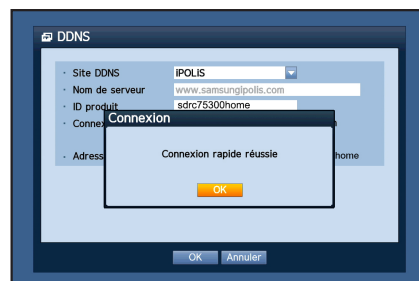 DDNS
Site DDNS iPOLiS
Nom de serveur www.samsungipolis.com
ID produit sdrc75300home
Connex
Connexion
Adress home
Connexion rapide réussie
OK
OK Annuler